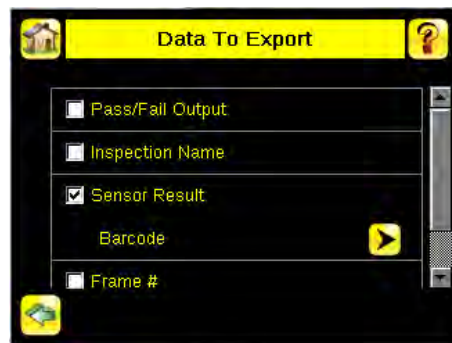 Data To Export
Pass/Fail Output
Inspection Name
Sensor Result
Barcode
Frame #